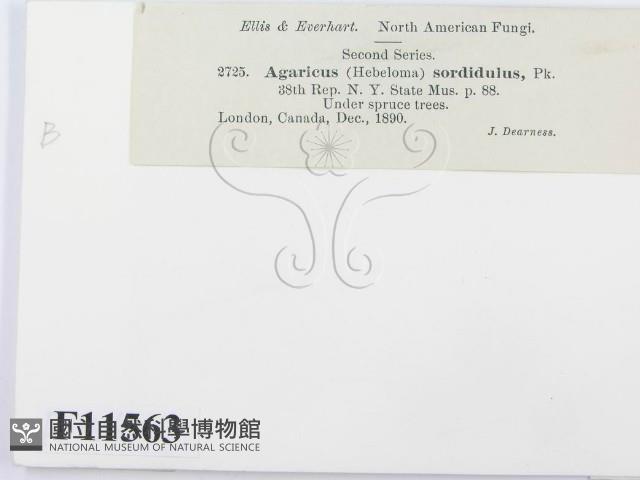 Ellis & Everhart. North American Fungi.
Second Series.
2725. Agaricus (Hebeloma) sordidulus, Pk.
38th Rep. N. Y. State Mus. p. 88.
Under spruce trees.
London, Canada, Dec., 1890.
J. Dearness.
B
F11563
國立自然科學博物館
NATIONAL MUSEUM OF NATURAL SCIENCE